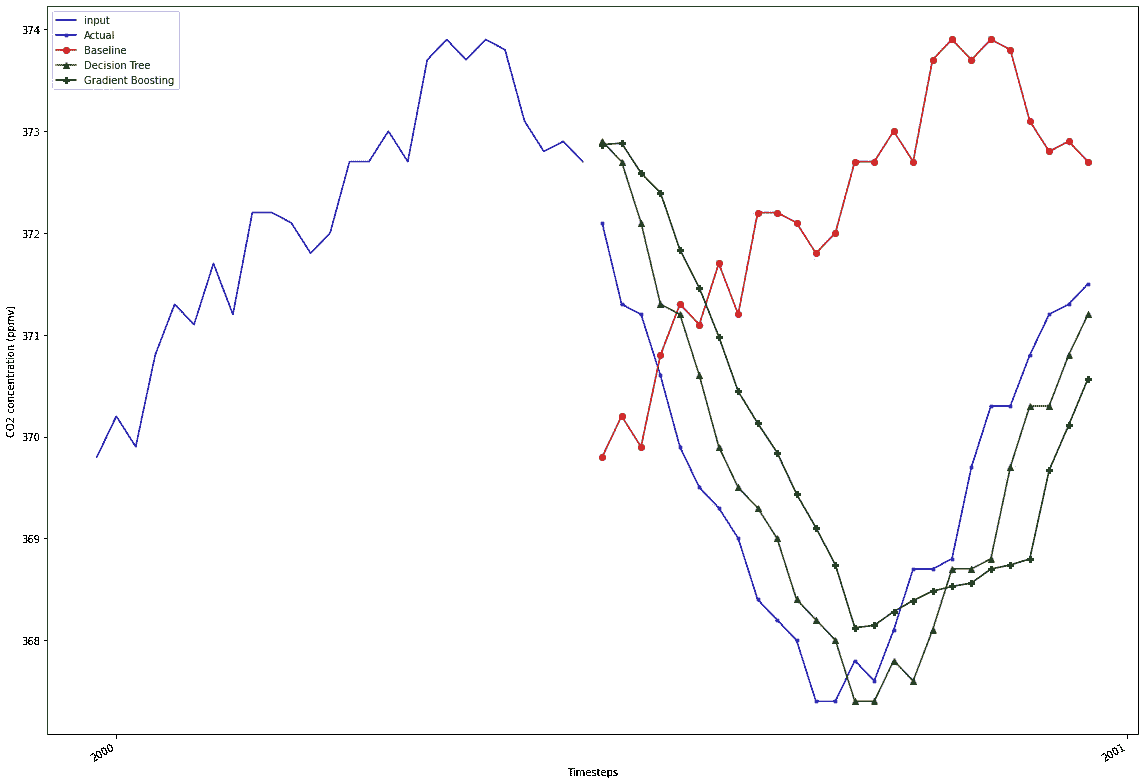 input
Actual
Baseline
Decision Tree
Gradient Boosting
374
373
372
371
370
369
368
CO2 concentration (ppmv)
2000
2001
Timesteps